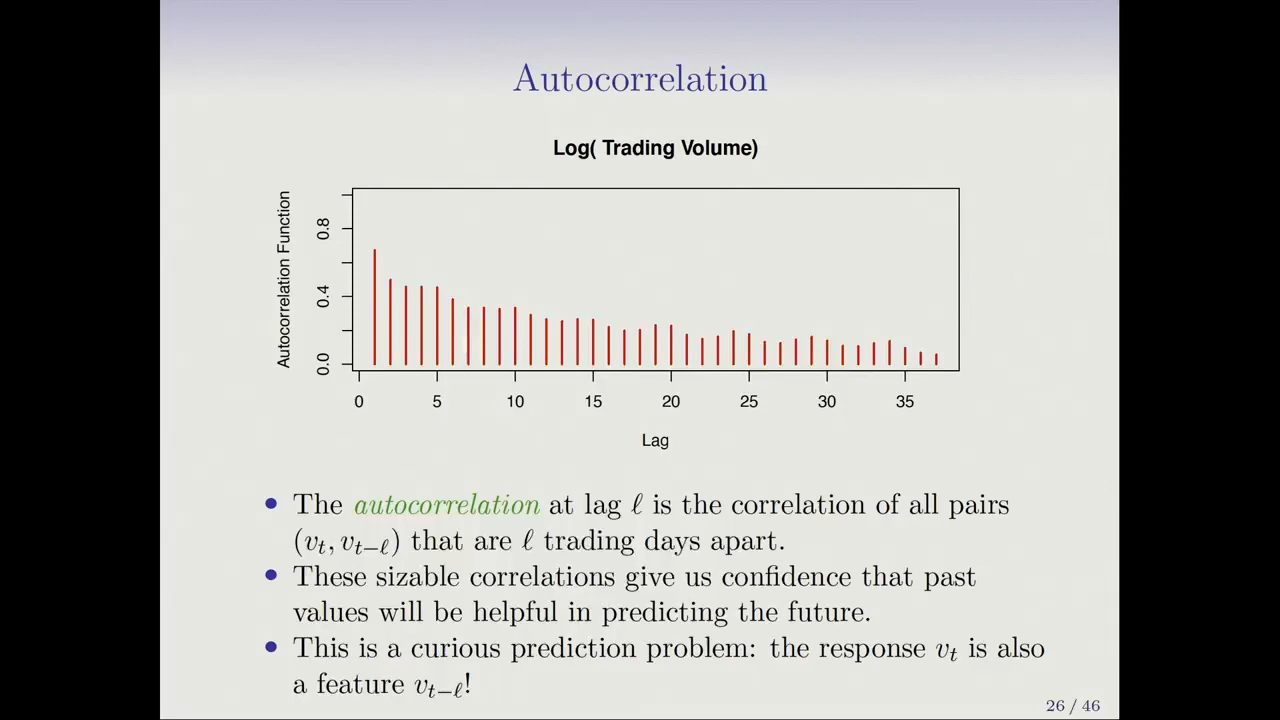 Autocorrelation
Log( Trading Volume)
Autocorrelation Function
0.8
0.4
0.0
0 5 10 15 20 25 30 35
Lag
• The autocorrelation at lag ℓ is the correlation of all pairs
(vₜ, vₜ₋ℓ) that are ℓ trading days apart.
• These sizable correlations give us confidence that past
values will be helpful in predicting the future.
• This is a curious prediction problem: the response vₜ is also
a feature vₜ₋ℓ!
26 / 46